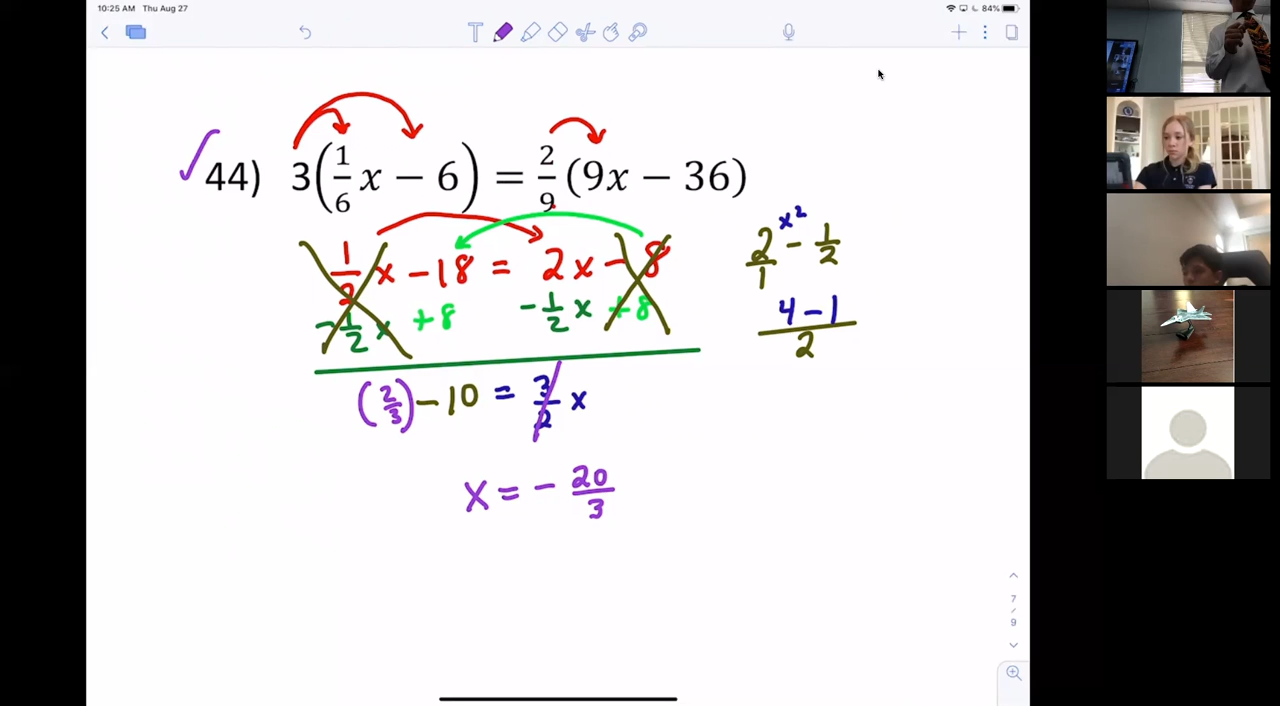 10:25 AM Thu Aug 27 84%
T
44) 3(1/6 x − 6) = 2/9 (9x − 36)
1/2 x − 18 = 2x − 8
− 1/2 x + 8 − 1/2 x + 8
(2/3) − 10 = 3/2 x
x = − 20/3
x2
2/1 − 1/2
4 − 1
2
7
/
9